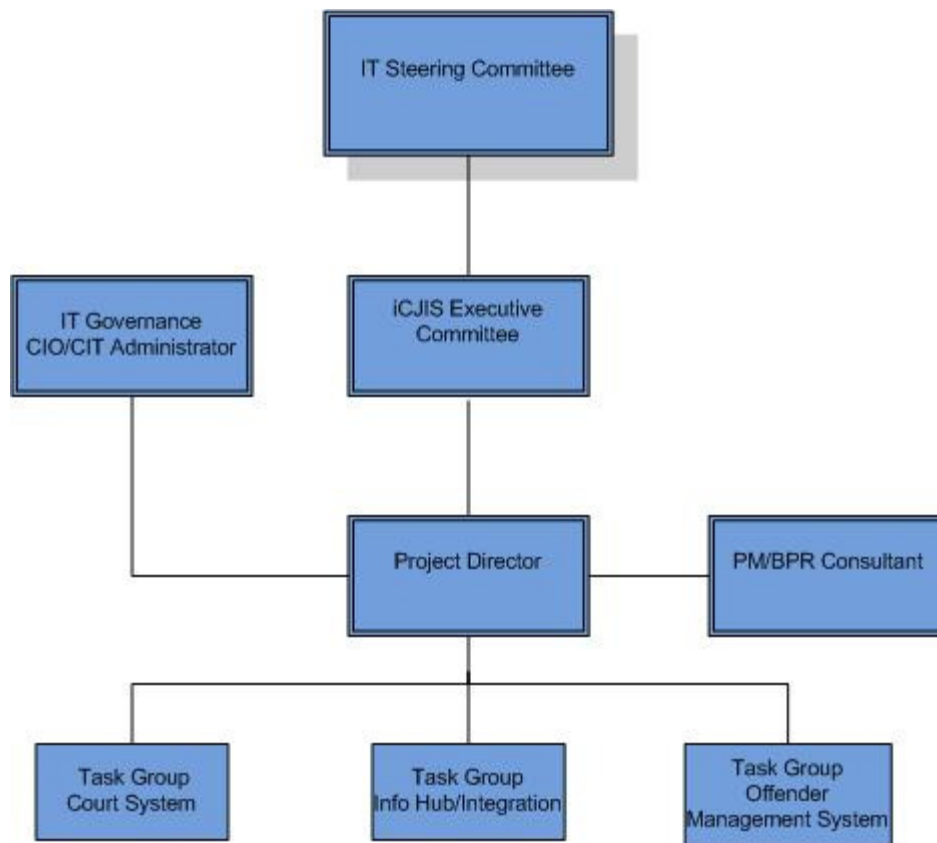 IT Steering Committee
IT Governance
CIO/CIT Administrator
iCJIS Executive
Committee
Project Director
PM/BPR Consultant
Task Group
Court System
Task Group
Info Hub/Integration
Task Group
Offender
Management System